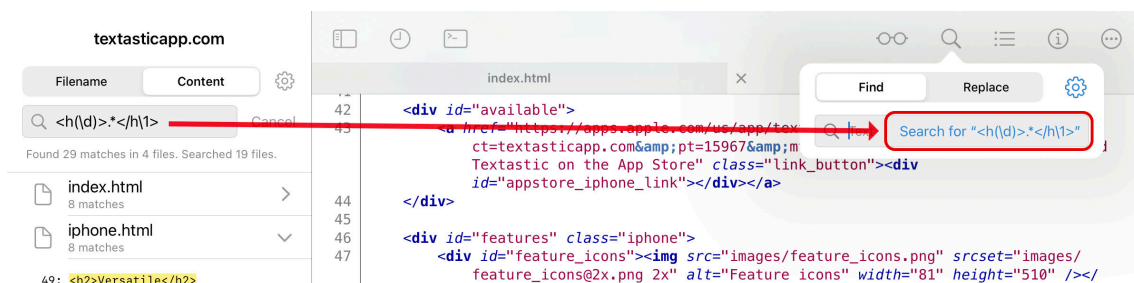 textasticapp.com
Filename Content
<h(\d)>.*</h\1> Cancel
Found 29 matches in 4 files. Searched 19 files.
index.html
8 matches
iphone.html
8 matches
49: <h2>Versatile</h2>
index.html
41
42 <div id="available">
43 <a href="https://apps.apple.com/us/app/tex
ct=textasticapp.com&amp;pt=15967&amp;m
Textastic on the App Store" class="link_button"><div
id="appstore_iphone_link"></div></a>
44 </div>
45
46 <div id="features" class="iphone">
47 <div id="feature_icons"><img src="images/feature_icons.png" srcset="images/
feature_icons@2x.png 2x" alt="Feature icons" width="81" height="510" /></
Find Replace
Search for “<h(\d)>.*</h\1>”